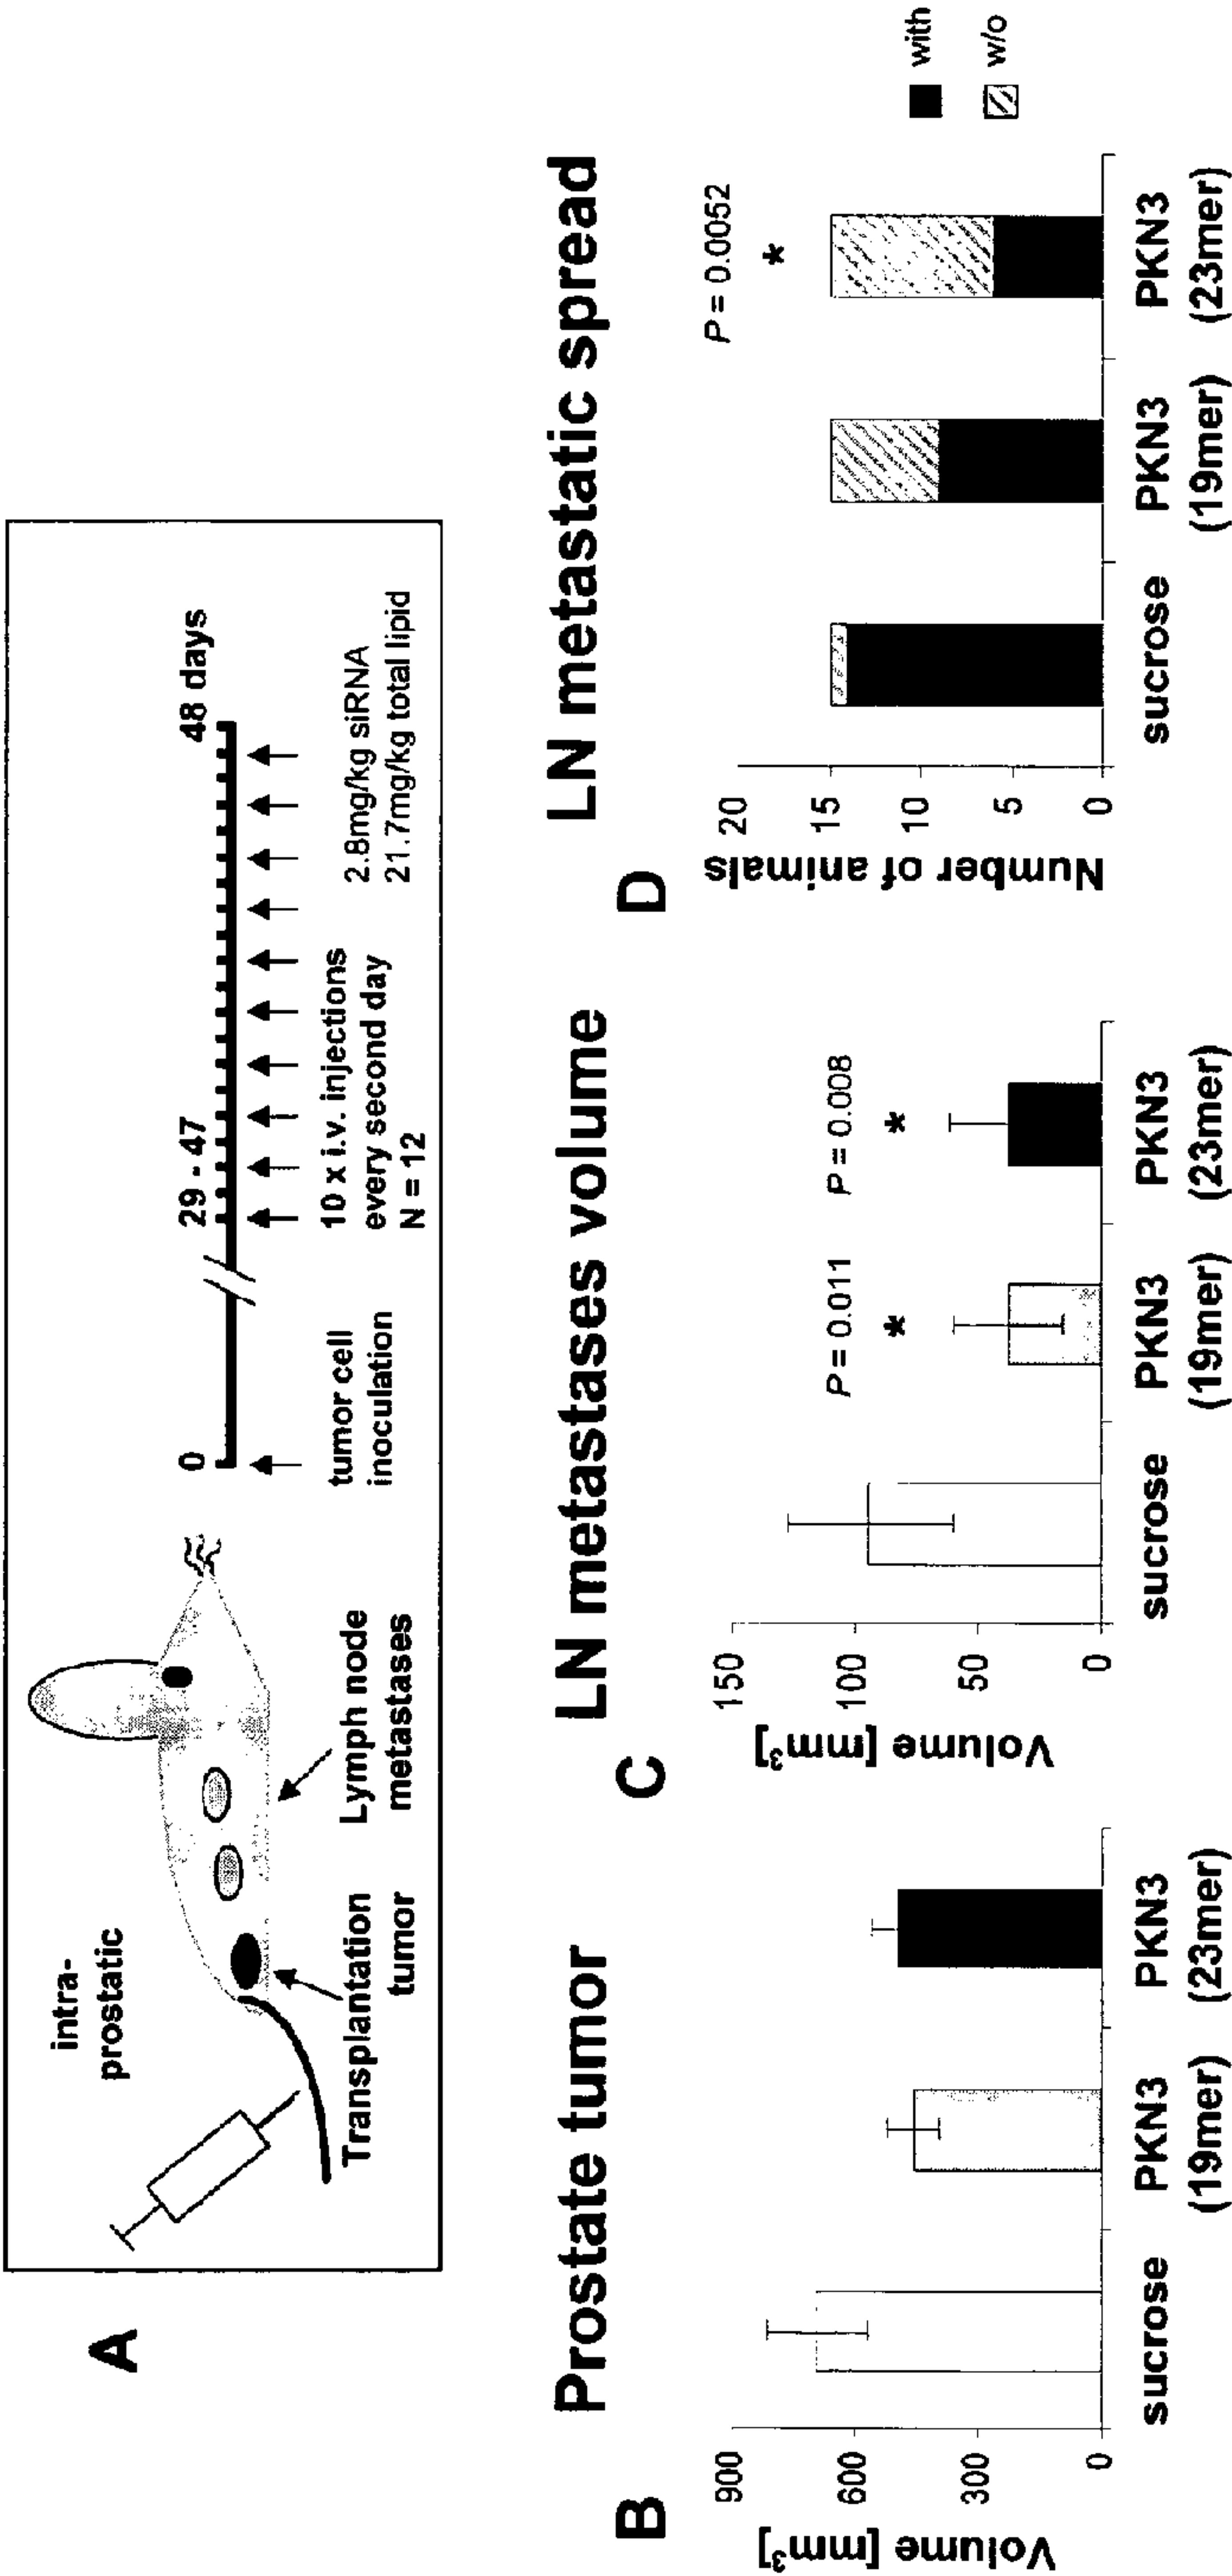 A
intra-
prostatic
Transplantation
tumor
Lymph node
metastases
0
29 - 47
48 days
tumor cell
inoculation
10 x i.v. injections
every second day
N = 12
2.8mg/kg siRNA
21.7mg/kg total lipid
B
Prostate tumor
Volume [mm³]
900
600
300
0
sucrose
PKN3
(19mer)
PKN3
(23mer)
C
LN metastases volume
Volume [mm³]
150
100
50
0
P = 0.011
*
P = 0.008
*
sucrose
PKN3
(19mer)
PKN3
(23mer)
D
LN metastatic spread
Number of animals
20
15
10
5
0
P = 0.0052
*
sucrose
PKN3
(19mer)
PKN3
(23mer)
with
w/o